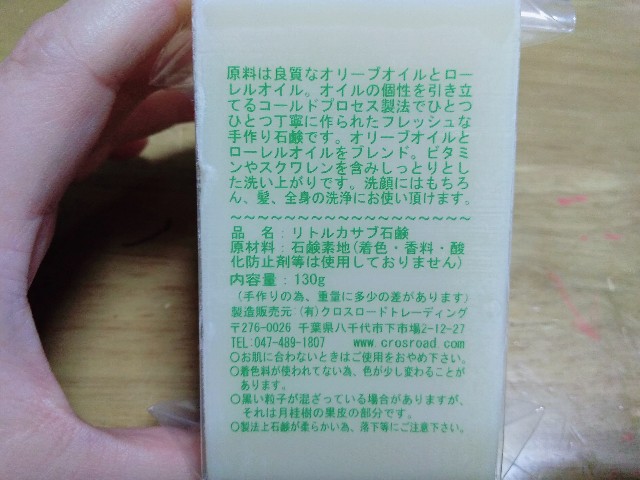 原料は良質なオリーブオイルとロー
レルオイル。オイルの個性を引き立
てるコールドプロセス製法でひとつ
ひとつ丁寧に作られたフレッシュな
手作り石鹸です。オリーブオイルと
ローレルオイルをブレンド。ビタミ
ンやスクワレンを含みしっとりとし
た洗い上がりです。洗顔にはもちろ
ん、髪、全身の洗浄にお使い頂けます。
~~~~~~~~~~~~~~~~~~
品 名：リトルカサブ石鹸
原材料：石鹸素地(着色・香料・酸
化防止剤等は使用しておりません)
内容量：130g
(手作りの為、重量に多少の差があります)
製造販売元：(有)クロスロードトレーディング
〒276-0026 千葉県八千代市下市場2-12-27
TEL:047-489-1807 www.crosroad.com
○お肌に合わないときはご使用をおやめ下さい。
○着色料が使われてない為、色が少し変わることが
あります。
○黒い粒子が混ざっている場合がありますが、
それは月桂樹の果皮の部分です。
○製法上石鹸が柔らかい為、落下等にご注意下さい。